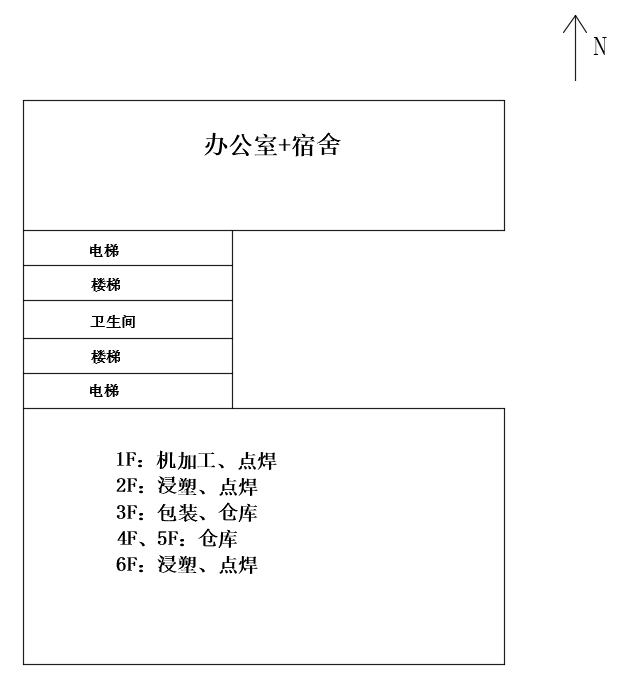 N
办公室+宿舍
电梯
楼梯
卫生间
楼梯
电梯
1F：机加工、点焊
2F：浸塑、点焊
3F：包装、仓库
4F、5F：仓库
6F：浸塑、点焊